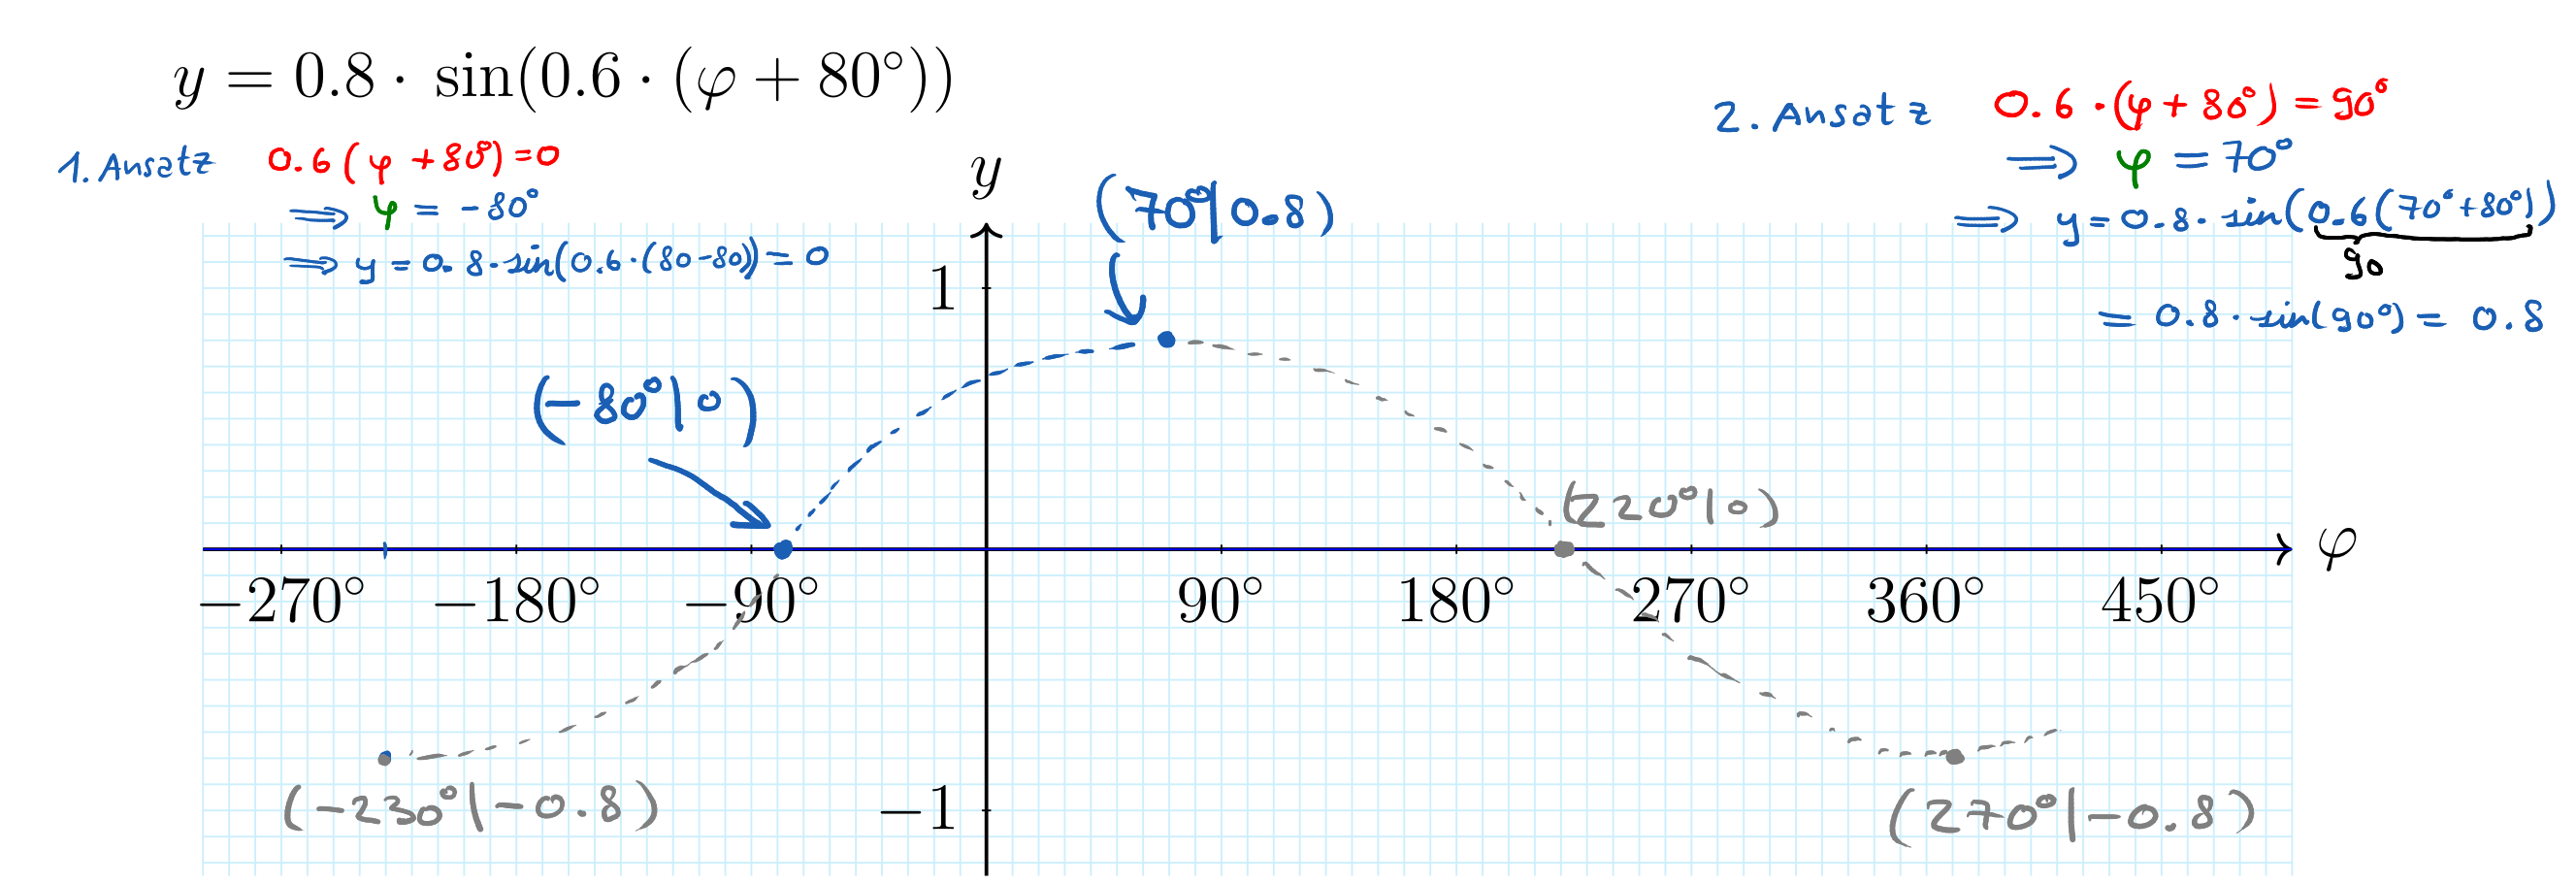 y = 0.8 · sin(0.6 · (φ + 80°))
1. Ansatz 0.6 (φ + 80°) = 0
⟹ φ = -80°
⟹ y = 0.8 · sin(0.6 · (80-80)) = 0
2. Ansatz 0.6 · (φ + 80°) = 90°
⟹ φ = 70°
⟹ y = 0.8 · sin(0.6(70°+80°))
90
= 0.8 · sin(90°) = 0.8
y
(70°|0.8)
1
(-80°|0)
(220°|0)
φ
−270° −180° −90° 90° 180° 270° 360° 450°
(-230°|-0.8)
−1
(270°|-0.8)